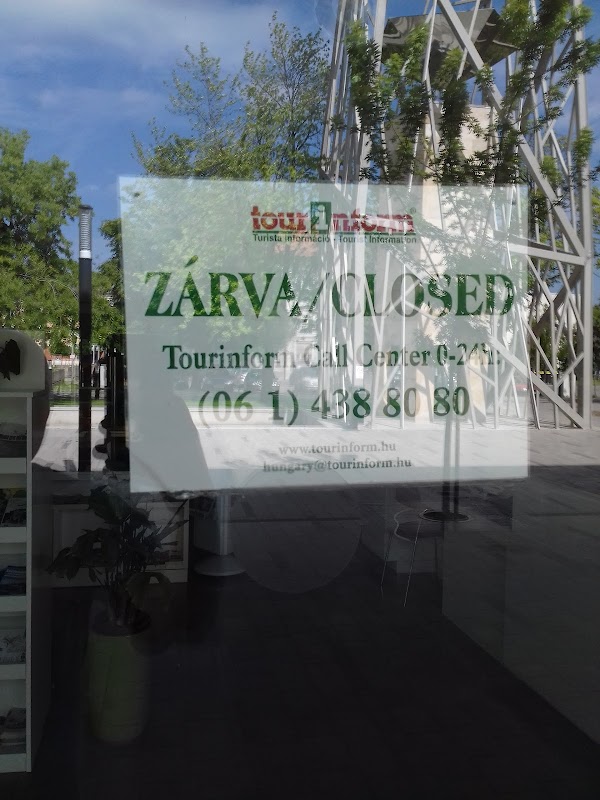 tourinform®
Turista információ • Tourist Information
ZÁRVA/CLOSED
Tourinform Call Center 0-24h:
(06 1) 438 80 80
www.tourinform.hu
hungary@tourinform.hu